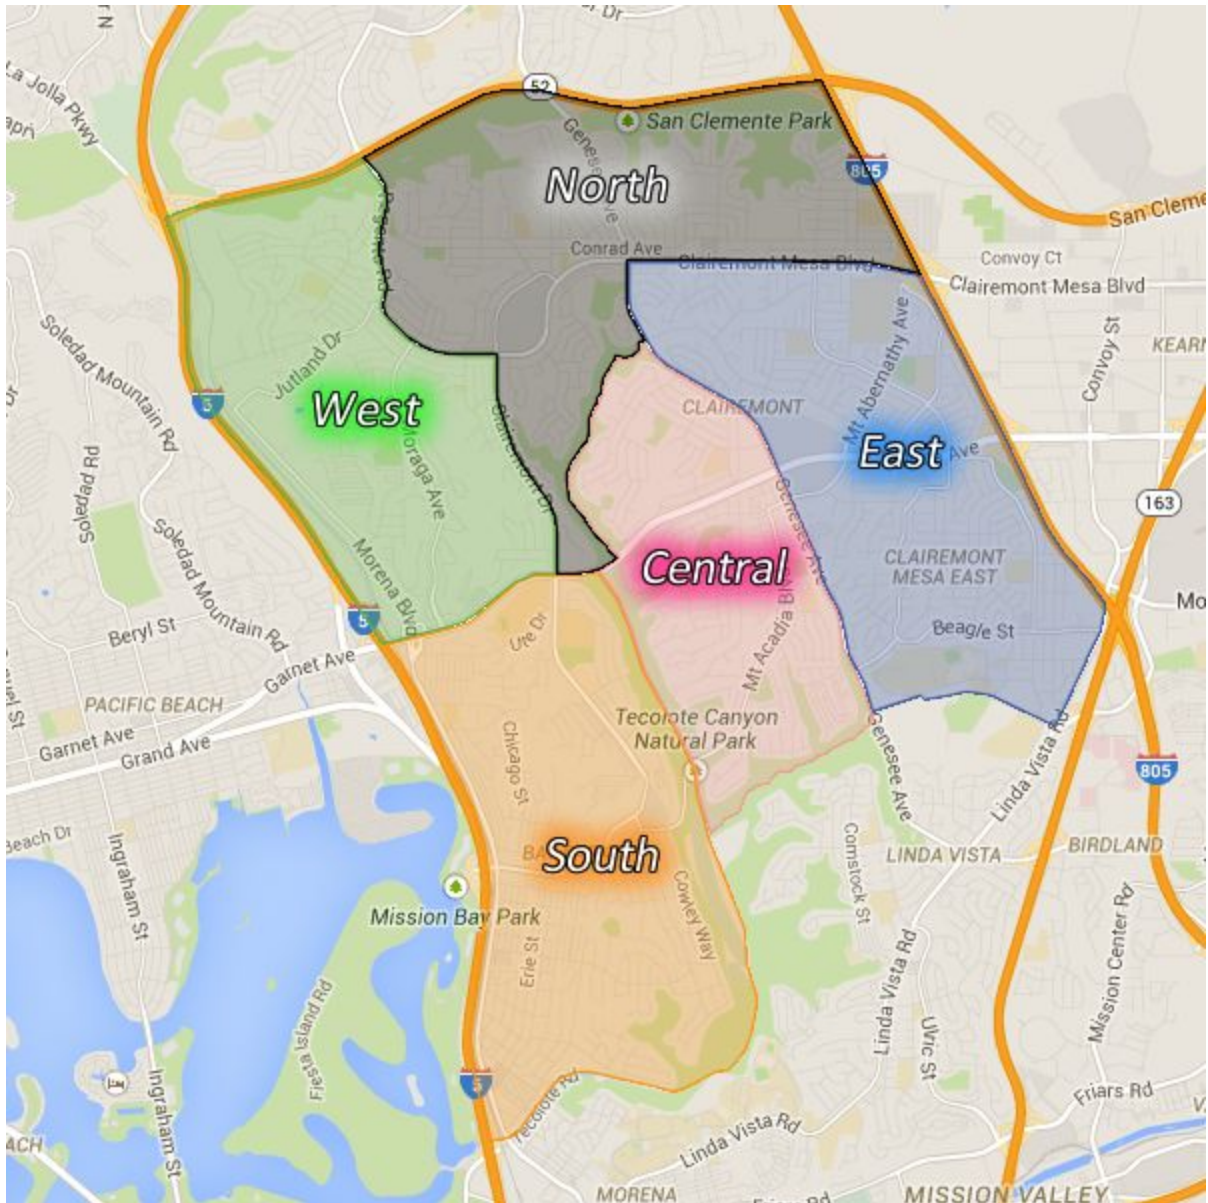 La Jolla Pkwy
52
San Clemente Park
805
North
Conrad Ave
Clairemont Mesa Blvd
Convoy Ct
Clairemont Mesa Blvd
Convoy St
Soledad Mountain Rd
Jutland Dr
5
West
Moraga Ave
Clairemont Dr
CLAIREMONT
Mt Abernathy Ave
East
Ave
Genesee Ave
163
Soledad Rd
Soledad Mountain Rd
Morena Blvd
Central
CLAIREMONT
MESA EAST
Beryl St
5
Garnet Ave
Ute Dr
Mt Acadia Bl
Beagle St
PACIFIC BEACH
Garnet Ave
Grand Ave
Chicago St
Tecolote Canyon
Natural Park
Genesee Ave
Linda Vista Rd
805
Ingraham St
South
Comstock St
LINDA VISTA
BIRDLAND
Mission Bay Park
Cowley Way
Erie St
Fiesta Island Rd
Linda Vista Rd
Mission Center Rd
Ulric St
5
Tecolote Rd
Ingraham St
Linda Vista Rd
Friars Rd
MORENA
MISSION VALLEY